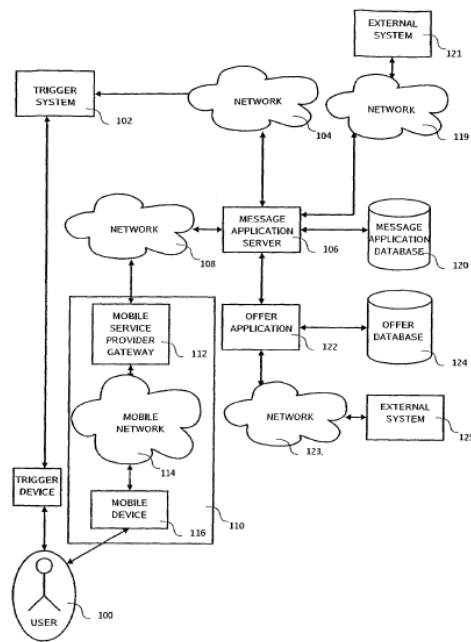 EXTERNAL
SYSTEM
121
TRIGGER
SYSTEM
102
NETWORK
104
NETWORK
119
NETWORK
108
MESSAGE
APPLICATION
SERVER
106
MESSAGE
APPLICATION
DATABASE
120
MOBILE
SERVICE
PROVIDER
GATEWAY
112
OFFER
APPLICATION
122
OFFER
DATABASE
124
MOBILE
NETWORK
114
NETWORK
123
EXTERNAL
SYSTEM
125
TRIGGER
DEVICE
MOBILE
DEVICE
116
110
USER
100